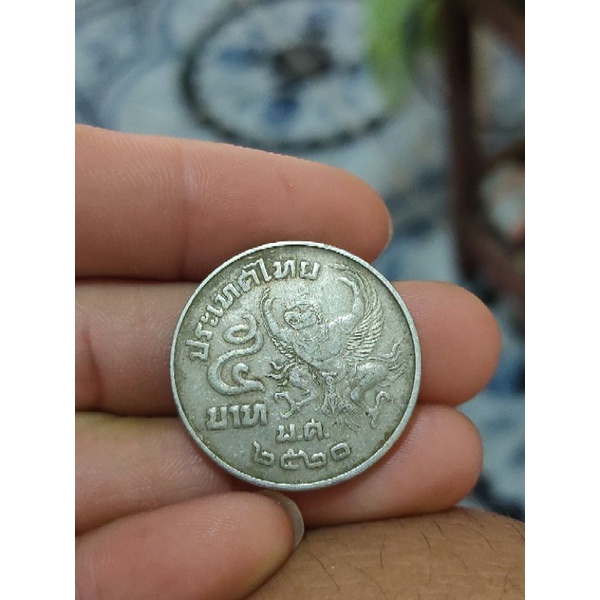 ประเทศไทย
๕
บาท
พ.ศ.
๒๕๒๐